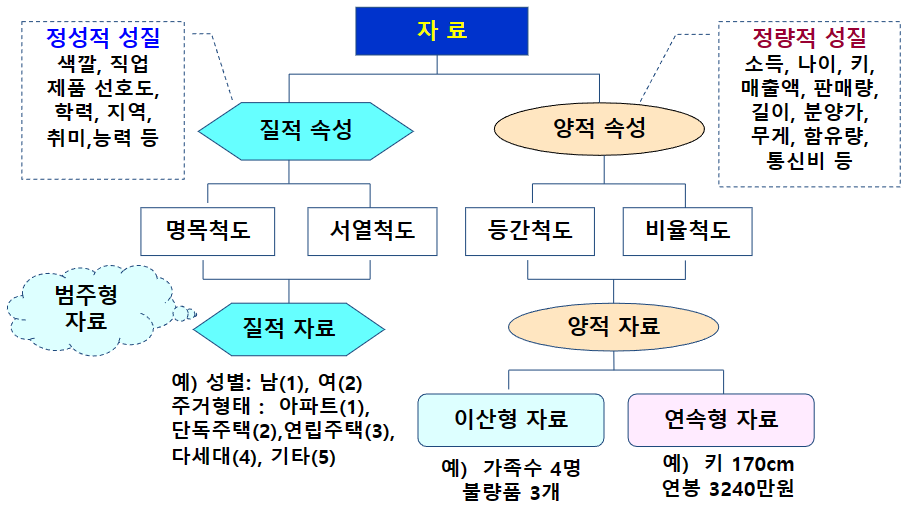 자 료
정성적 성질
색깔, 직업
제품 선호도,
학력, 지역,
취미,능력 등
정량적 성질
소득, 나이, 키,
매출액, 판매량,
길이, 분양가,
무게, 함유량,
통신비 등
질적 속성
양적 속성
명목척도
서열척도
등간척도
비율척도
범주형
자료
질적 자료
양적 자료
예) 성별: 남(1), 여(2)
주거형태 : 아파트(1),
단독주택(2),연립주택(3),
다세대(4), 기타(5)
이산형 자료
연속형 자료
예) 가족수 4명
불량품 3개
예) 키 170cm
연봉 3240만원